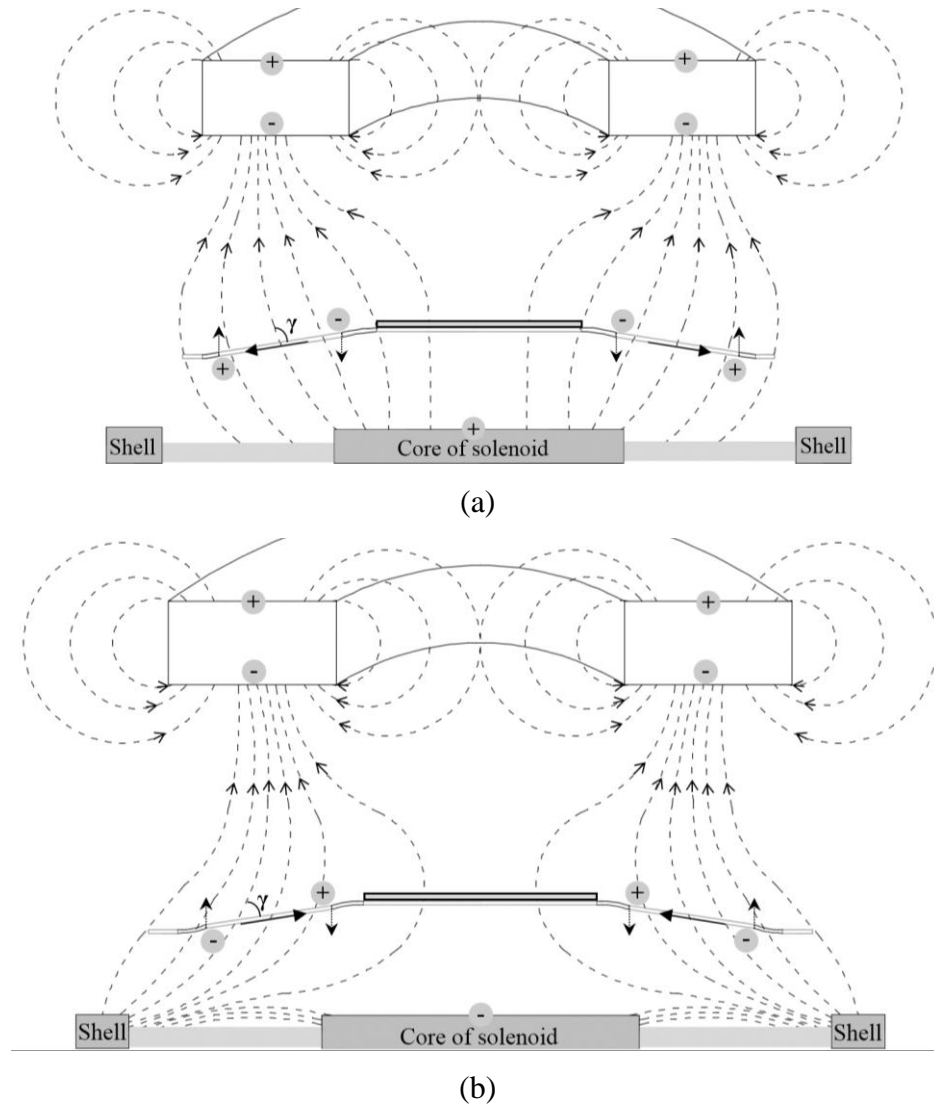 + +
- -
- -
γ
+ +
+
Shell Core of solenoid Shell
(a)
+ +
- -
+ +
γ
- -
-
Shell Core of solenoid Shell
(b)